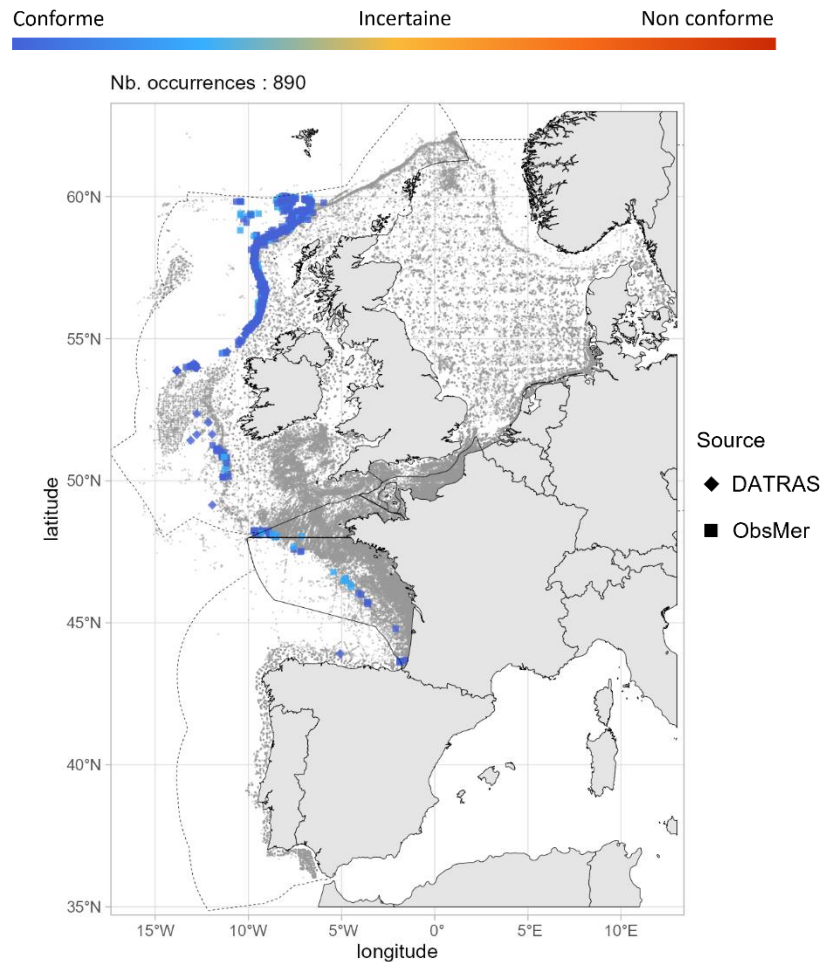 Conforme Incertaine Non conforme
Nb. occurrences : 890
60°N
55°N
50°N
45°N
40°N
35°N
latitude
15°W 10°W 5°W 0° 5°E 10°E
longitude
Source
DATRAS
ObsMer